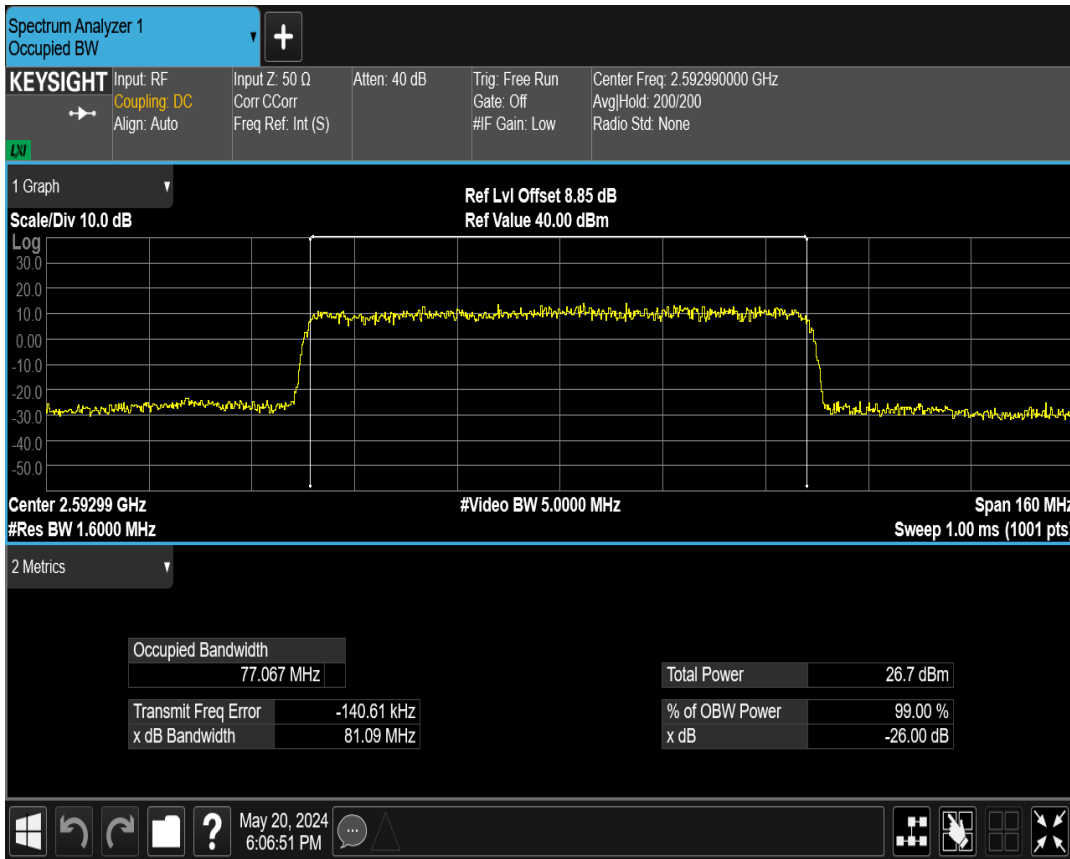 Spectrum Analyzer 1
Occupied BW
KEYSIGHT
LXI
Input: RF
Coupling: DC
Align: Auto
Input Z: 50 Ω
Corr CCorr
Freq Ref: Int (S)
Atten: 40 dB
Trig: Free Run
Gate: Off
#IF Gain: Low
Center Freq: 2.592990000 GHz
Avg|Hold: 200/200
Radio Std: None
1 Graph
Scale/Div 10.0 dB
Ref Lvl Offset 8.85 dB
Ref Value 40.00 dBm
Log
30.0
20.0
10.0
0.00
-10.0
-20.0
-30.0
-40.0
-50.0
Center 2.59299 GHz
#Video BW 5.0000 MHz
Span 160 MHz
#Res BW 1.6000 MHz
Sweep 1.00 ms (1001 pts)
2 Metrics
Occupied Bandwidth
77.067 MHz
Total Power 26.7 dBm
Transmit Freq Error -140.61 kHz
% of OBW Power 99.00 %
x dB Bandwidth 81.09 MHz
x dB -26.00 dB
?
May 20, 2024
6:06:51 PM